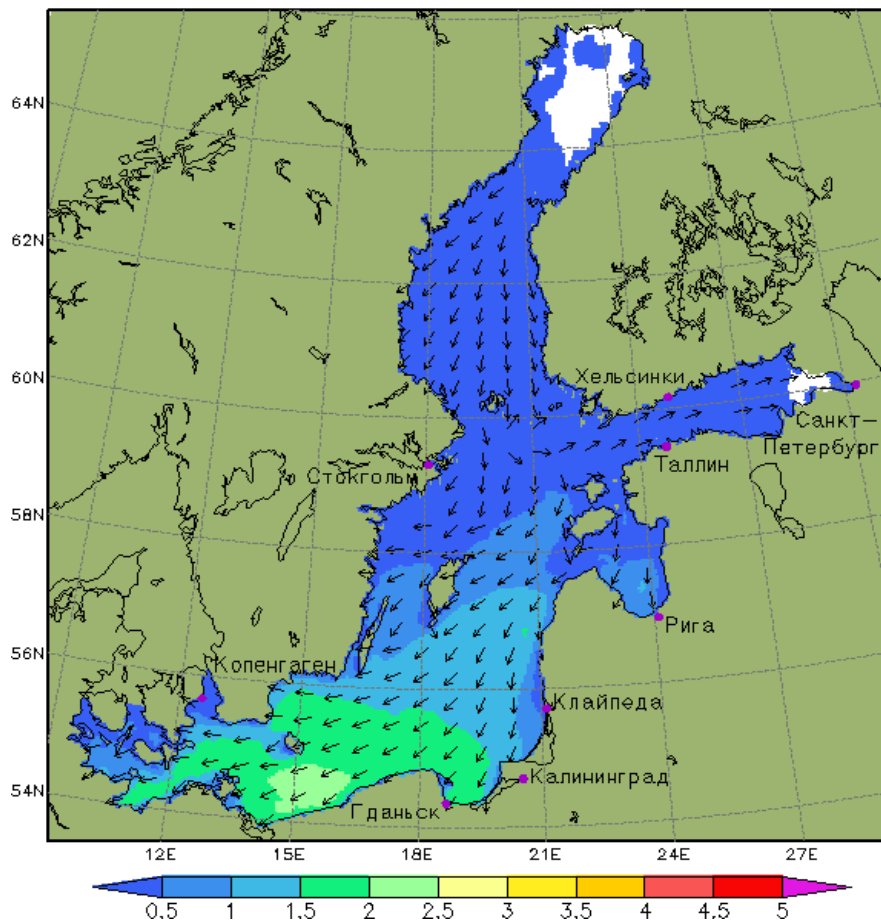 64N
62N
60N
Хельсинки
Санкт-
Петербург
Таллин
Стокгольм
58N
Рига
56N
Копенгаген
Клайпеда
54N
Калининград
Гданьск
12E 15E 18E 21E 24E 27E
0.5 1 1.5 2 2.5 3 3.5 4 4.5 5